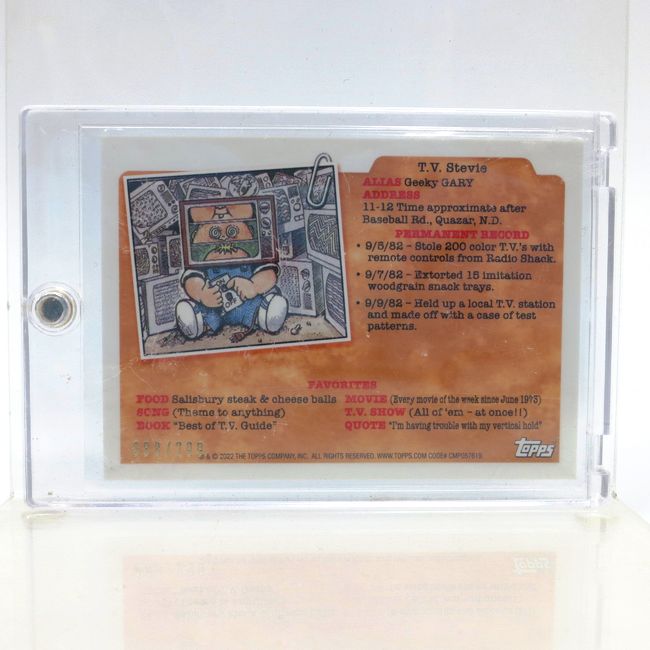 T.V. Stevie
ALIAS Geeky GARY
ADDRESS
11-12 Time approximate after
Baseball Rd., Quazar, N.D.
PERMANENT RECORD
• 9/5/82 – Stole 200 color T.V.'s with
remote controls from Radio Shack.
• 9/7/82 – Extorted 15 imitation
woodgrain snack trays.
• 9/9/82 – Held up a local T.V. station
and made off with a case of test
patterns.
FAVORITES
FOOD Salisbury steak & cheese balls
SONG (Theme to anything)
BOOK "Best of T.V. Guide"
MOVIE (Every movie of the week since June 1973)
T.V. SHOW (All of 'em – at once!!)
QUOTE "I'm having trouble with my vertical hold"
& © 2022 THE TOPPS COMPANY, INC. ALL RIGHTS RESERVED. WWW.TOPPS.COM CODE# CMP057619
Topps